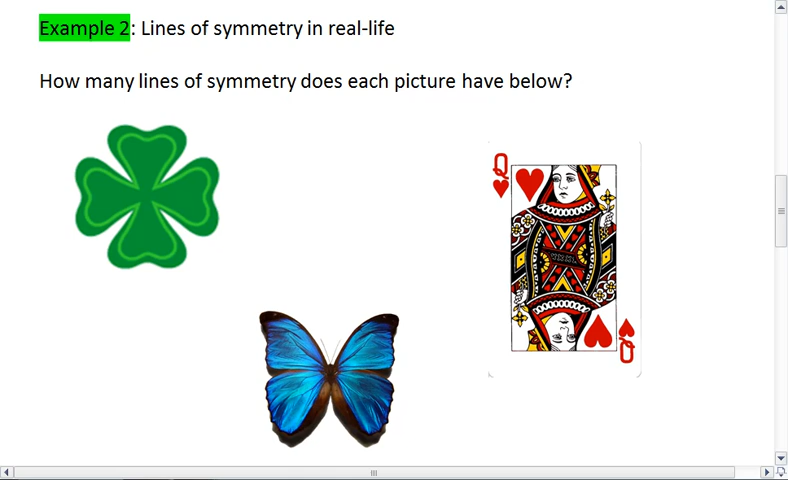 Example 2: Lines of symmetry in real-life
How many lines of symmetry does each picture have below?
Q
Q